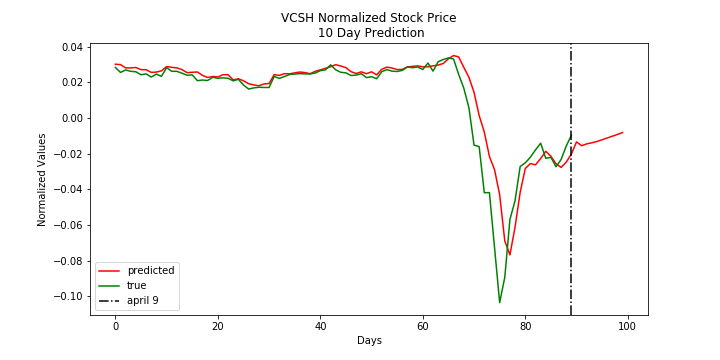 VCSH Normalized Stock Price
10 Day Prediction
0.04
0.02
0.00
−0.02
−0.04
−0.06
−0.08
−0.10
Normalized Values
predicted
true
april 9
0
20
40
60
80
100
Days